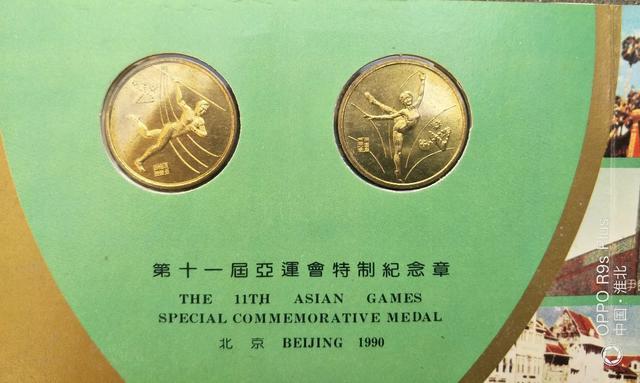 第十一屆亞運會特制紀念章
THE 11TH ASIAN GAMES
SPECIAL COMMEMORATIVE MEDAL
北京 BEIJING 1990
OPPO R9s Plus
中国·淮北